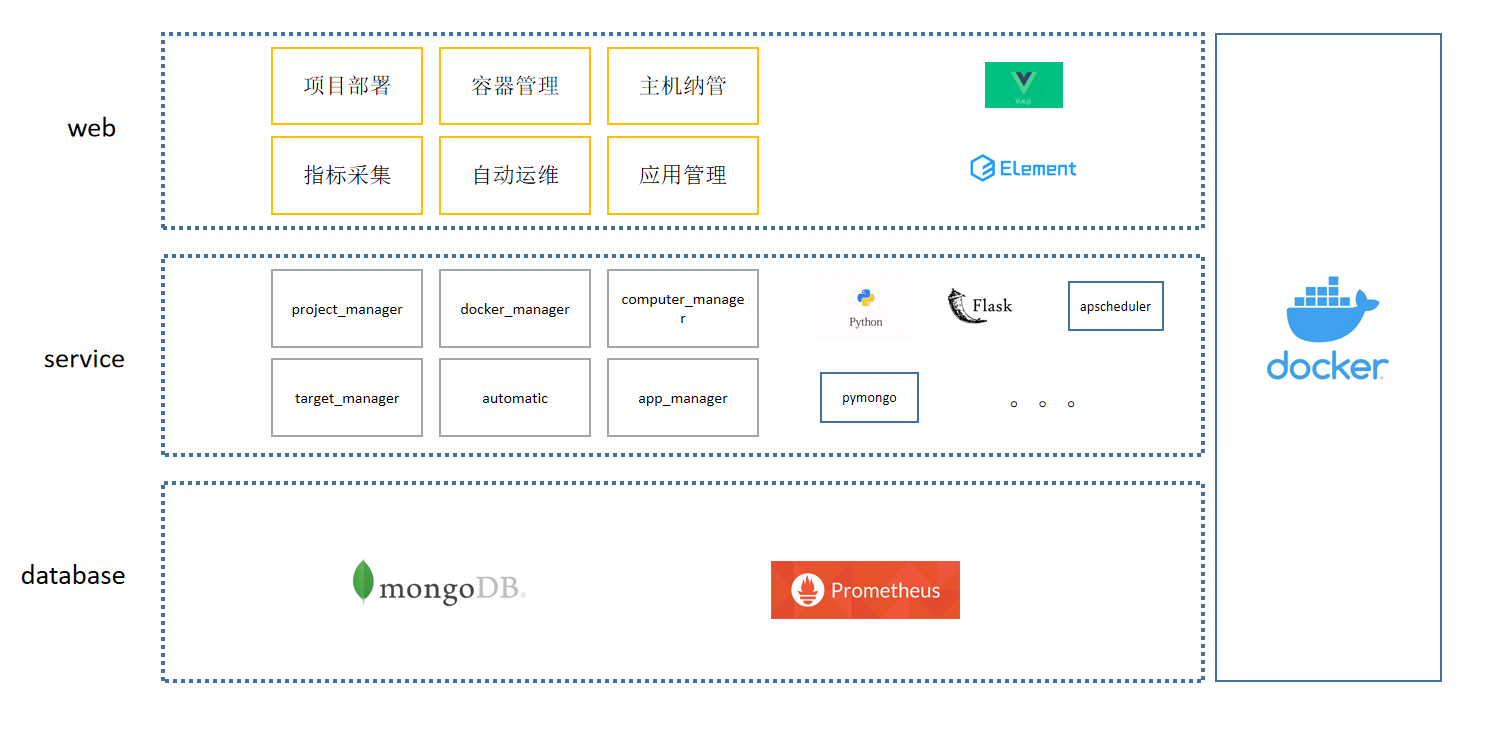 web
项目部署
容器管理
主机纳管
Vue.js
指标采集
自动运维
应用管理
Element
service
project_manager
docker_manager
computer_manage
r
Python
Flask
apscheduler
target_manager
automatic
app_manager
pymongo
。。。
docker
database
mongoDB®
Prometheus